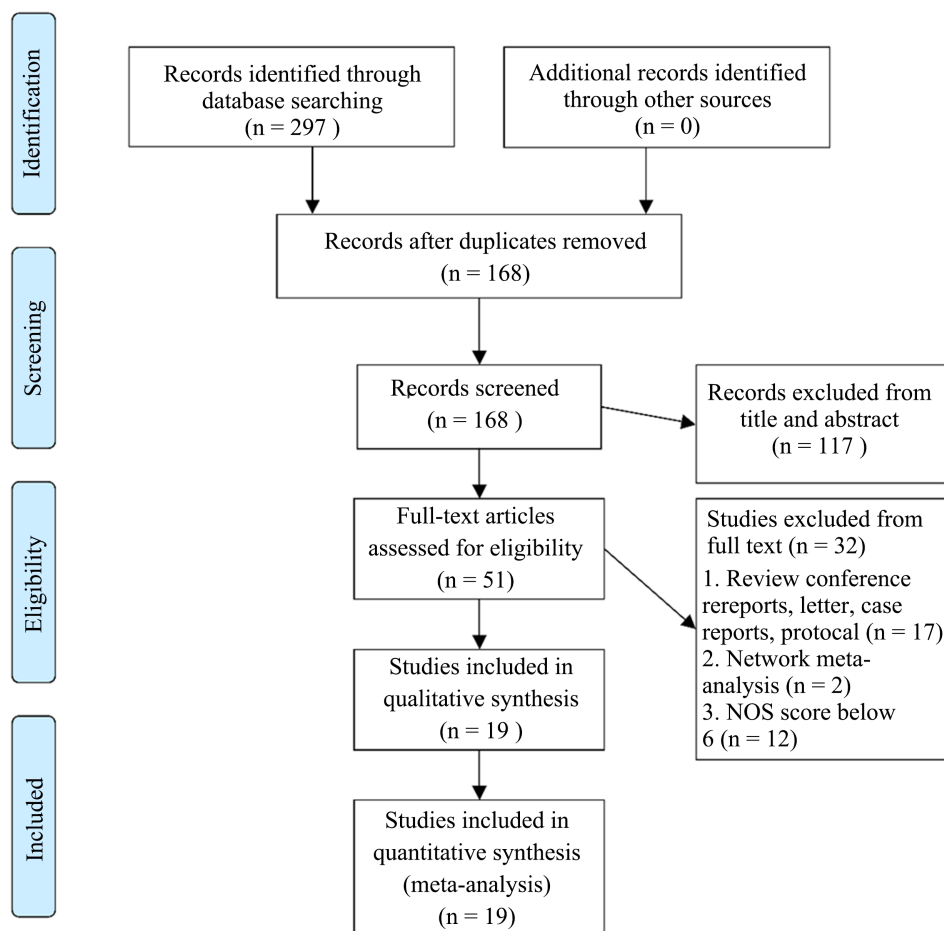 Identification
Records identified through
database searching
(n = 297 )
Additional records identified
through other sources
(n = 0)
Records after duplicates removed
(n = 168)
Screening
Records screened
(n = 168 )
Records excluded from
title and abstract
(n = 117 )
Eligibility
Full-text articles
assessed for eligibility
(n = 51)
Studies excluded from
full text (n = 32)
1. Review conference
rereports, letter, case
reports, protocal (n = 17)
2. Network meta-
analysis (n = 2)
3. NOS score below
6 (n = 12)
Studies included in
qualitative synthesis
(n = 19 )
Included
Studies included in
quantitative synthesis
(meta-analysis)
(n = 19)